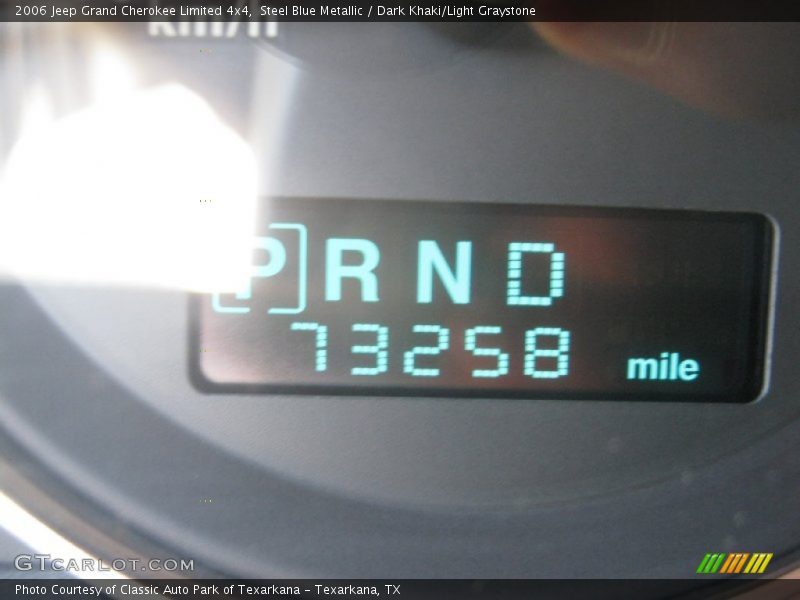 2006 Jeep Grand Cherokee Limited 4x4, Steel Blue Metallic / Dark Khaki/Light Graystone
km/h
P R N D
73258 mile
GTCARLOT.COM
Photo Courtesy of Classic Auto Park of Texarkana – Texarkana, TX